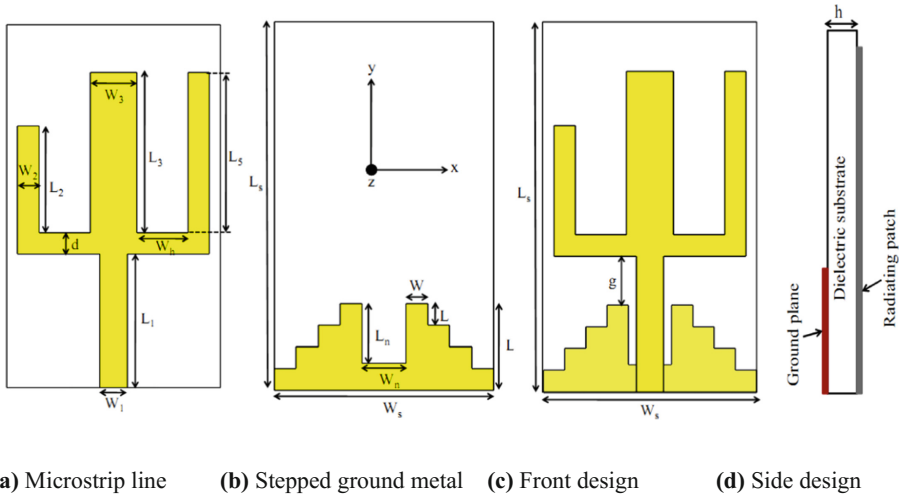 W₃
L₃
L₅
W₂
L₂
d
Wₕ
L₁
W₁
y
x
z
Lₛ
W
L
Lₙ
L
Wₙ
Wₛ
Lₛ
g
Wₛ
h
Dielectric substrate
Ground plane
Radiating patch
a) Microstrip line (b) Stepped ground metal (c) Front design (d) Side design